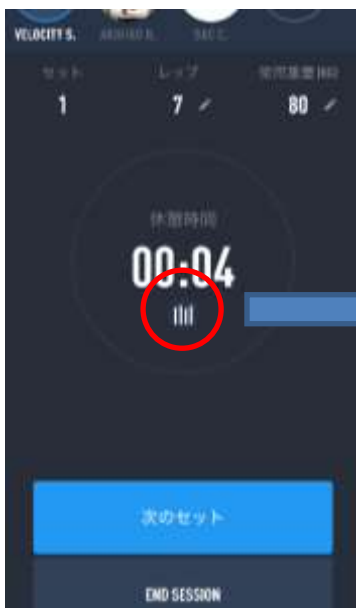 VELOCITY S.
セット レップ
1 7 80
休憩時間
00:04
次のセット
END SESSION